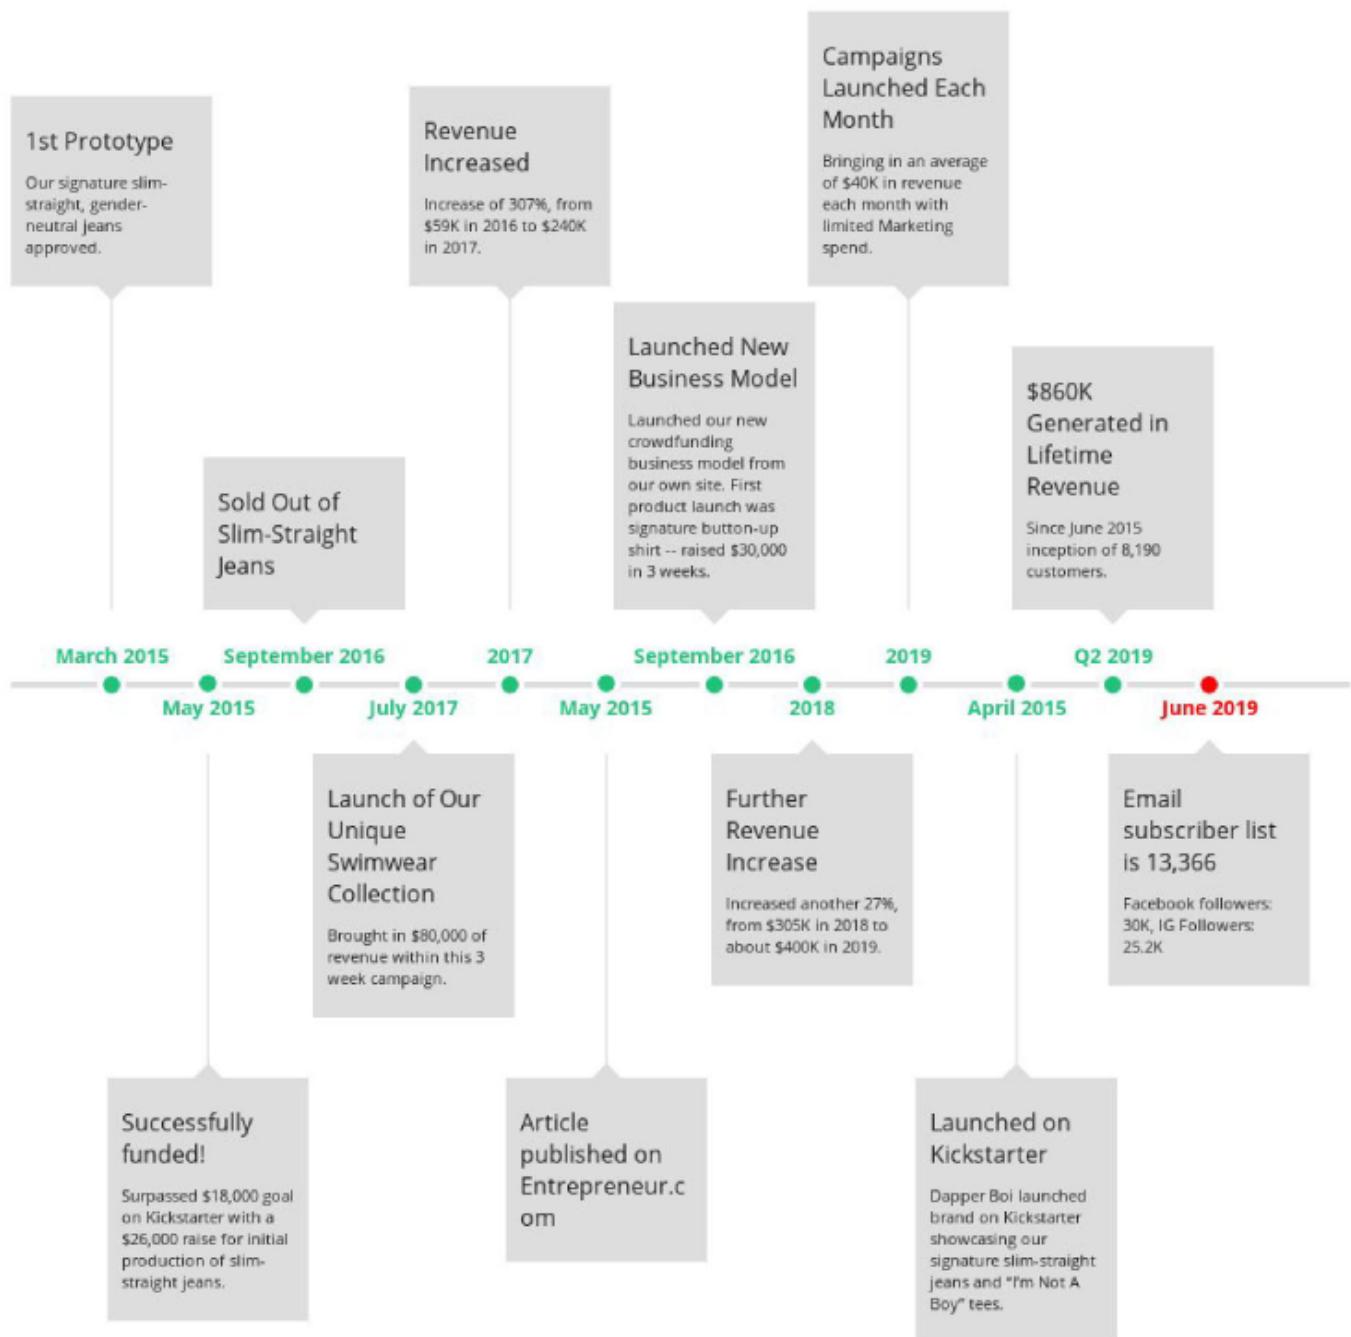 1st Prototype
Our signature slim-
straight, gender-
neutral jeans
approved.
Revenue
Increased
Increase of 307%, from
$59K in 2016 to $240K
in 2017.
Campaigns
Launched Each
Month
Bringing in an average
of $40K in revenue
each month with
limited Marketing
spend.
Sold Out of
Slim-Straight
Jeans
Launched New
Business Model
Launched our new
crowdfunding
business model from
our own site. First
product launch was
signature button-up
shirt -- raised $30,000
in 3 weeks.
$860K
Generated in
Lifetime
Revenue
Since June 2015
inception of 8,190
customers.
March 2015
September 2016
2017
September 2016
2019
Q2 2019
May 2015
July 2017
May 2015
2018
April 2015
June 2019
Launch of Our
Unique
Swimwear
Collection
Brought in $80,000 of
revenue within this 3
week campaign.
Further
Revenue
Increase
Increased another 27%,
from $305K in 2018 to
about $400K in 2019.
Email
subscriber list
is 13,366
Facebook followers:
30K, IG Followers:
25.2K
Successfully
funded!
Surpassed $18,000 goal
on Kickstarter with a
$26,000 raise for initial
production of slim-
straight jeans.
Article
published on
Entrepreneur.c
om
Launched on
Kickstarter
Dapper Boi launched
brand on Kickstarter
showcasing our
signature slim-straight
jeans and "I'm Not A
Boy" tees.